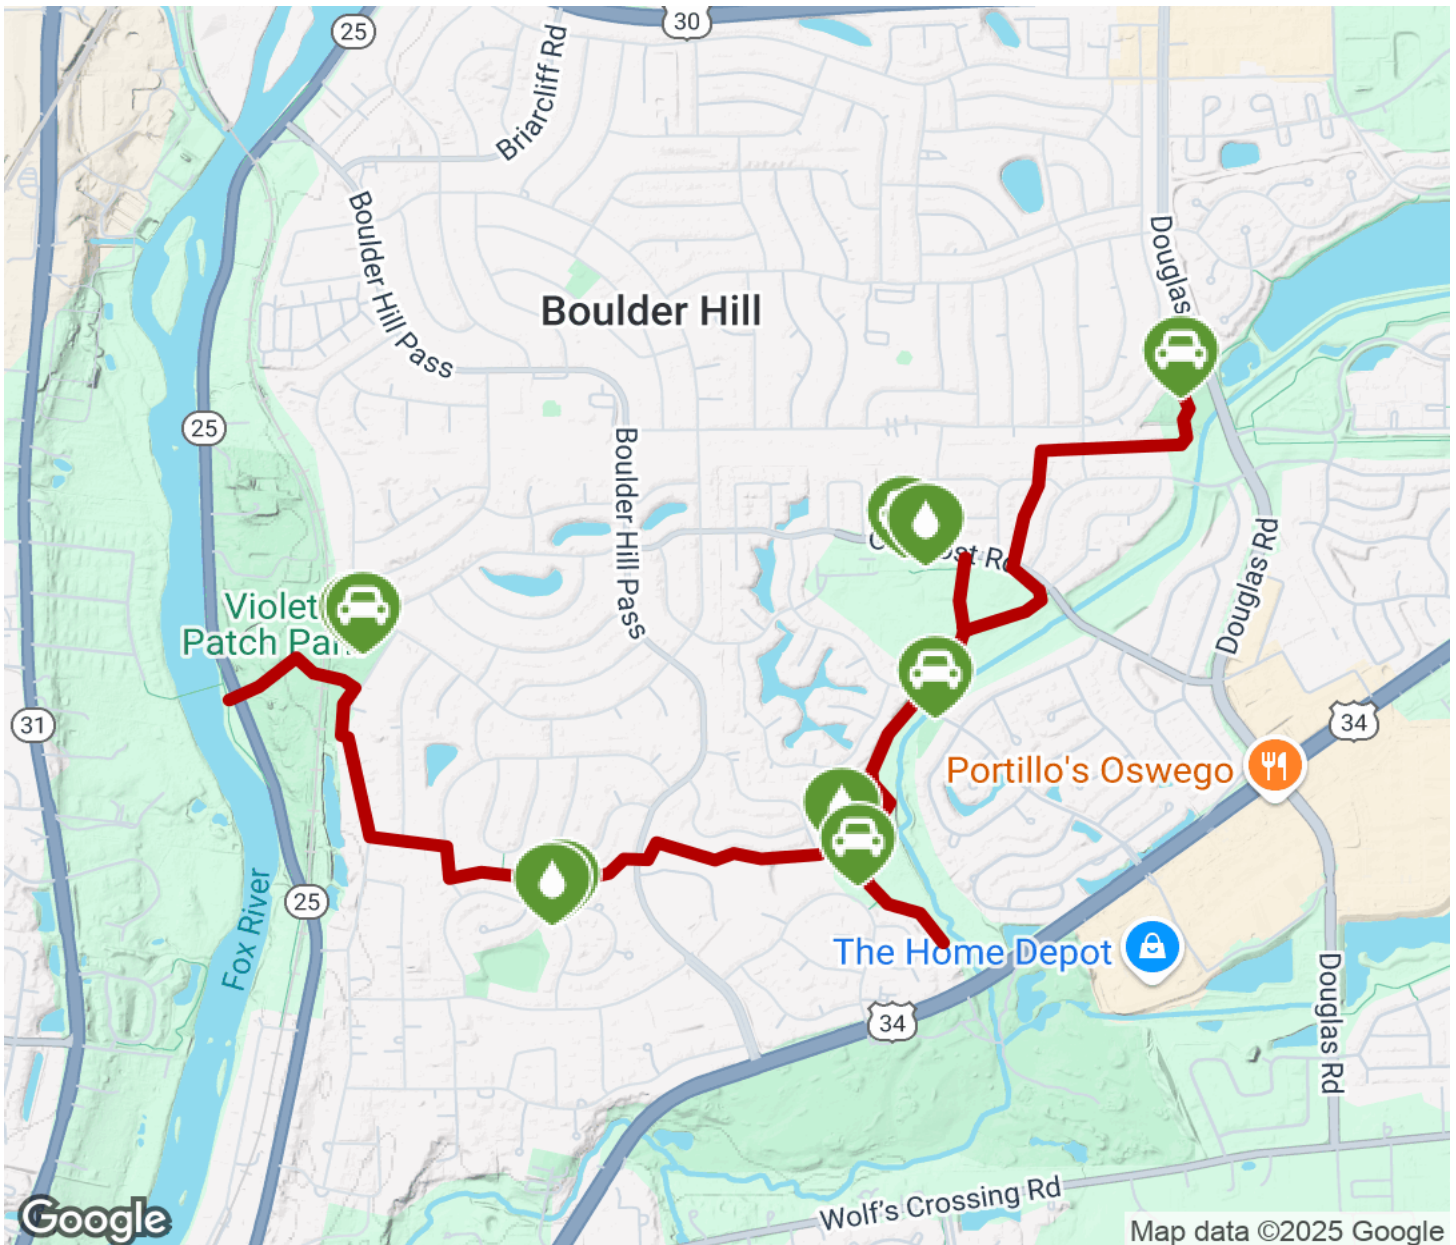 25
30
Briarcliff Rd
Boulder Hill Pass
Douglas
Boulder Hill
25
Boulder Hill Pass
st Rd
Douglas Rd
Violet
Patch Par
31
34
Portillo's Oswego
25
Fox River
The Home Depot
34
Douglas Rd
Wolf's Crossing Rd
Google
Map data ©2025 Google